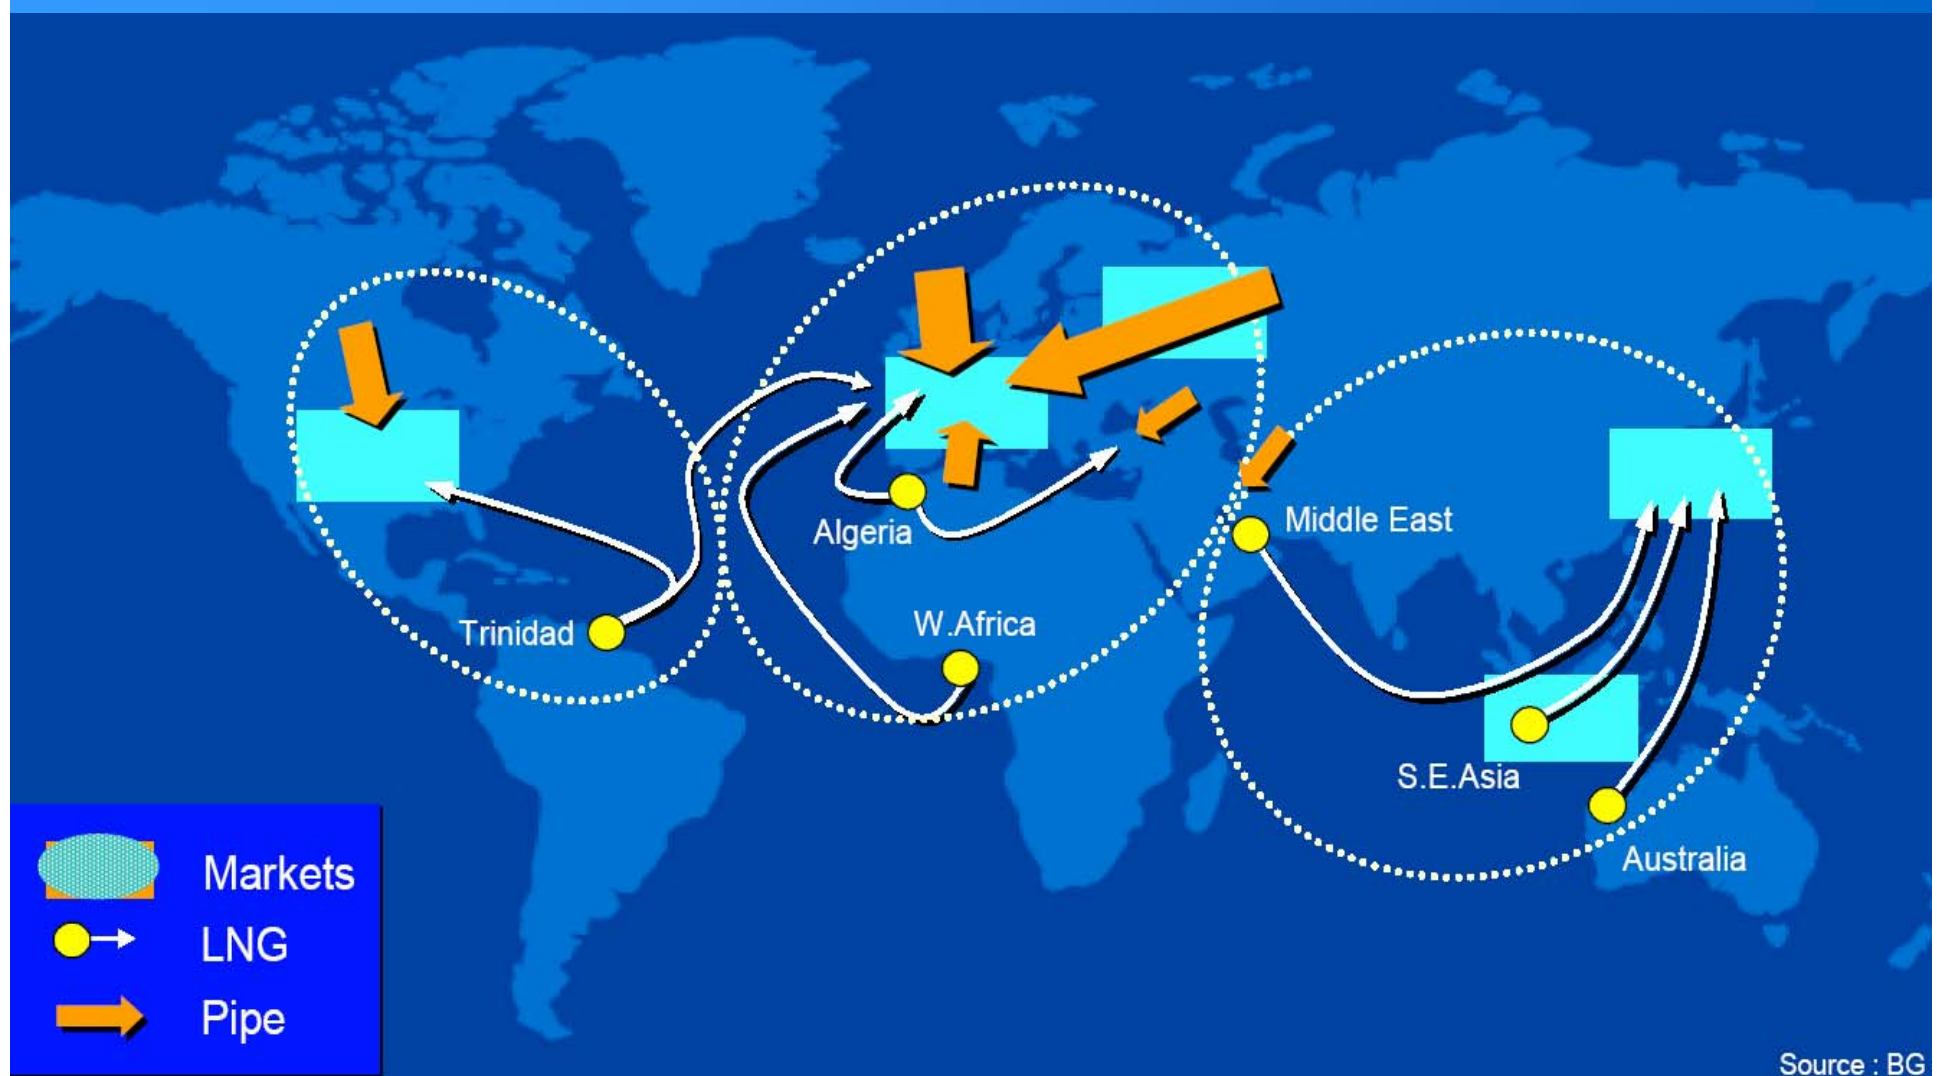 Algeria
Middle East
Trinidad
W.Africa
S.E.Asia
Australia
Markets
LNG
Pipe
Source : BG